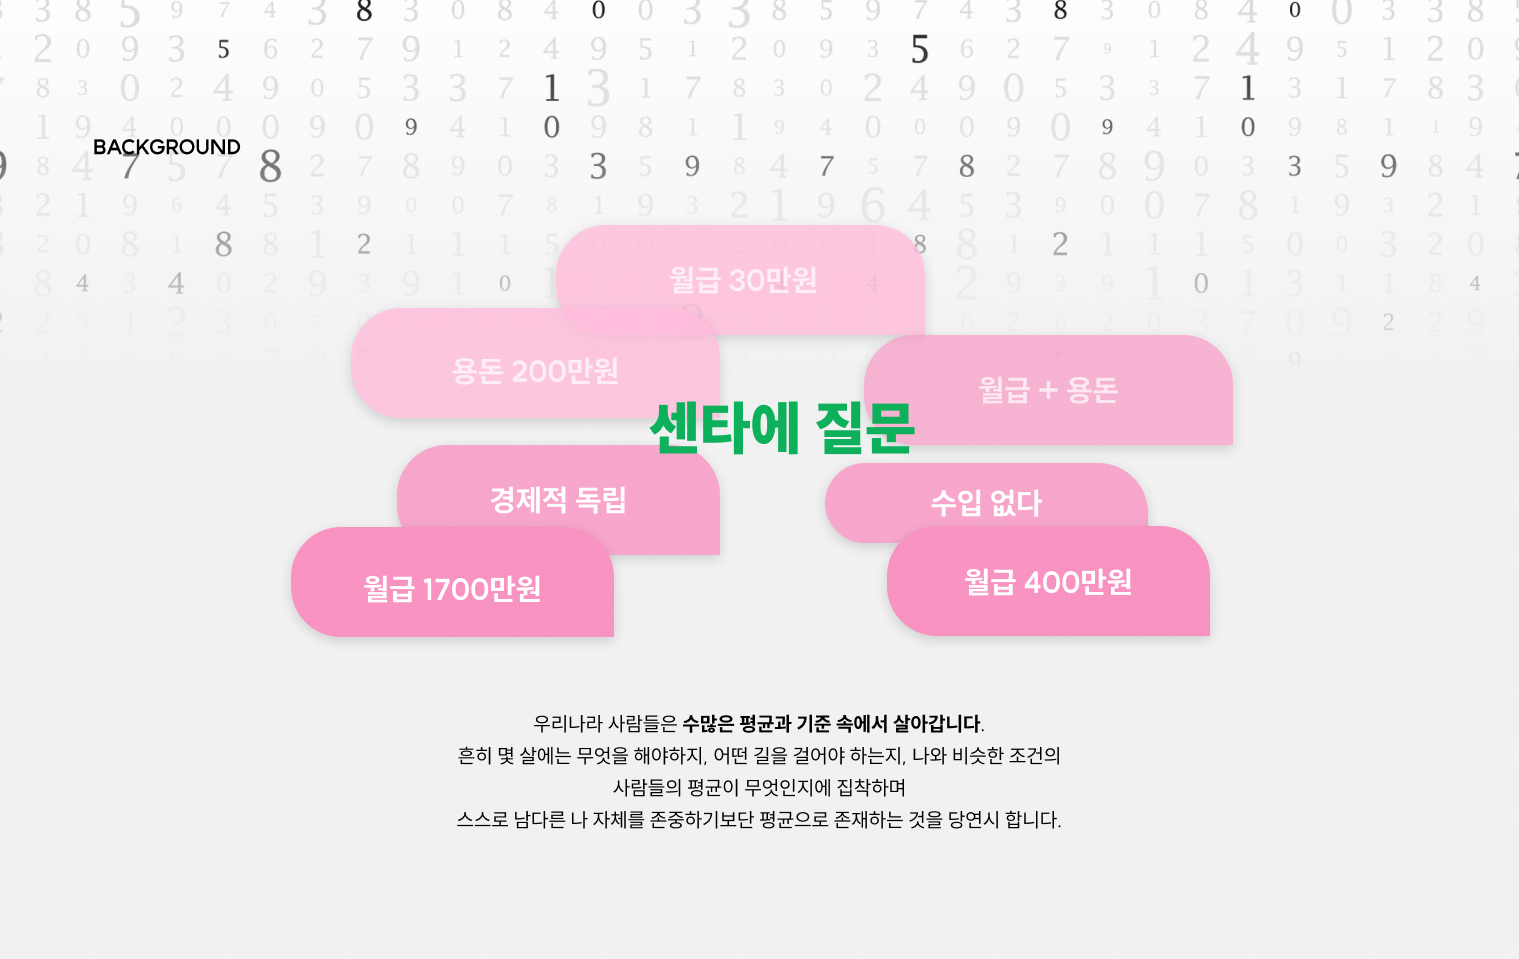 BACKGROUND
월급 30만원
용돈 200만원
월급 + 용돈
센타에 질문
경제적 독립
수입 없다
월급 1700만원
월급 400만원
우리나라 사람들은 수많은 평균과 기준 속에서 살아갑니다.
흔히 몇 살에는 무엇을 해야하지, 어떤 길을 걸어야 하는지, 나와 비슷한 조건의
사람들의 평균이 무엇인지에 집착하며
스스로 남다른 나 자체를 존중하기보단 평균으로 존재하는 것을 당연시 합니다.